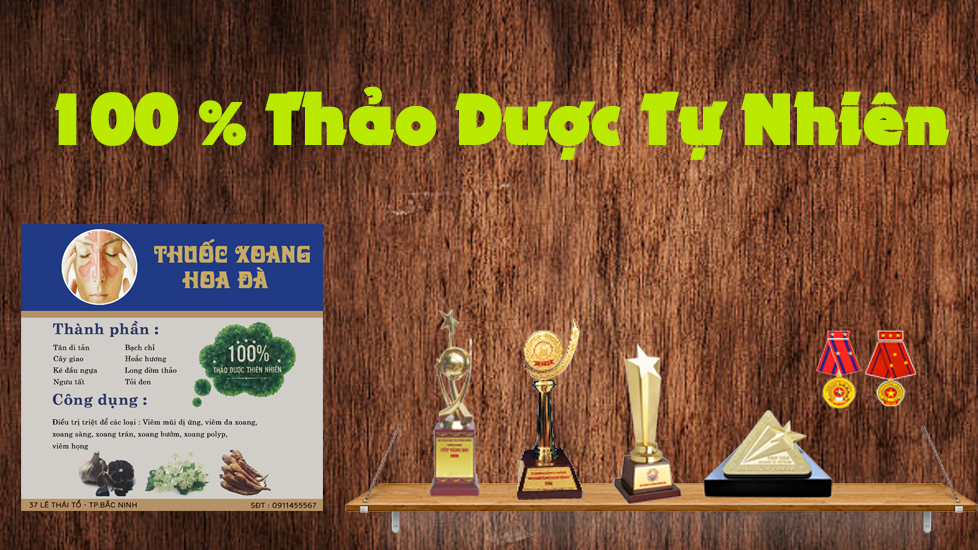 100 % Thảo Dược Tự Nhiên
THUỐC XOANG
HOA ĐÀ
Thành phần :
Tân di tản Bạch chỉ
Cây giao Hoắc hương
Ké đầu ngựa Long đờm thảo
Ngưu tất Tỏi đen
100%
THẢO DƯỢC THIÊN NHIÊN
Công dụng :
Điều trị triệt để các loại : Viêm mũi dị ứng, viêm đa xoang,
xoang sàng, xoang trán, xoang bướm, xoang polyp,
viêm họng
37 LÊ THÁI TỔ - TP.BẮC NINH SĐT : 0911455567